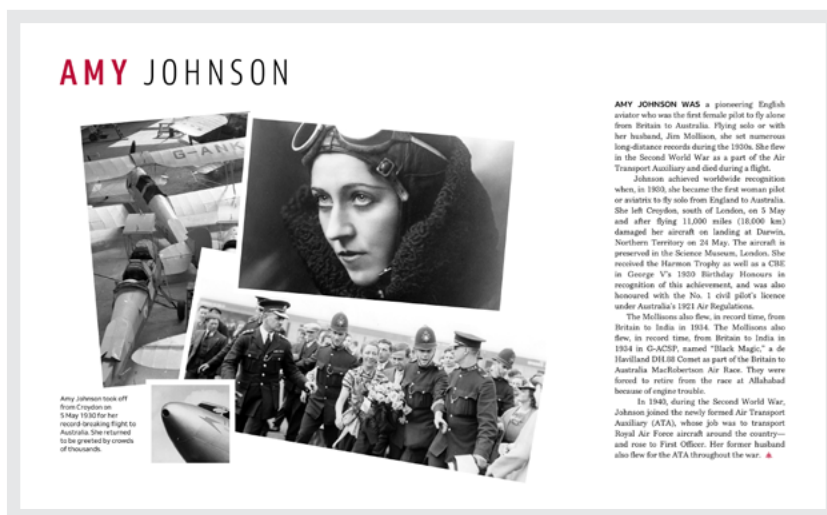 AMY JOHNSON
G-ANK
Amy Johnson took off
from Croydon on
5 May 1930 for her
record-breaking flight to
Australia. She returned
to be greeted by crowds
of thousands.
AMY JOHNSON WAS a pioneering English
aviator who was the first female pilot to fly alone
from Britain to Australia. Flying solo or with
her husband, Jim Mollison, she set numerous
long-distance records during the 1930s. She flew
in the Second World War as a part of the Air
Transport Auxiliary and died during a flight.
Johnson achieved worldwide recognition
when, in 1930, she became the first woman pilot
or aviatrix to fly solo from England to Australia.
She left Croydon, south of London, on 5 May
and after flying 11,000 miles (18,000 km)
damaged her aircraft on landing at Darwin,
Northern Territory on 24 May. The aircraft is
preserved in the Science Museum, London. She
received the Harmon Trophy as well as a CBE
in George V's 1930 Birthday Honours in
recognition of this achievement, and was also
honoured with the No. 1 civil pilot's licence
under Australia's 1921 Air Regulations.
The Mollisons also flew, in record time, from
Britain to India in 1934. The Mollisons also
flew, in record time, from Britain to India in
1934 in G-ACSP, named "Black Magic," a de
Havilland DH.88 Comet as part of the Britain to
Australia MacRobertson Air Race. They were
forced to retire from the race at Allahabad
because of engine trouble.
In 1940, during the Second World War,
Johnson joined the newly formed Air Transport
Auxiliary (ATA), whose job was to transport
Royal Air Force aircraft around the country—
and rose to First Officer. Her former husband
also flew for the ATA throughout the war.